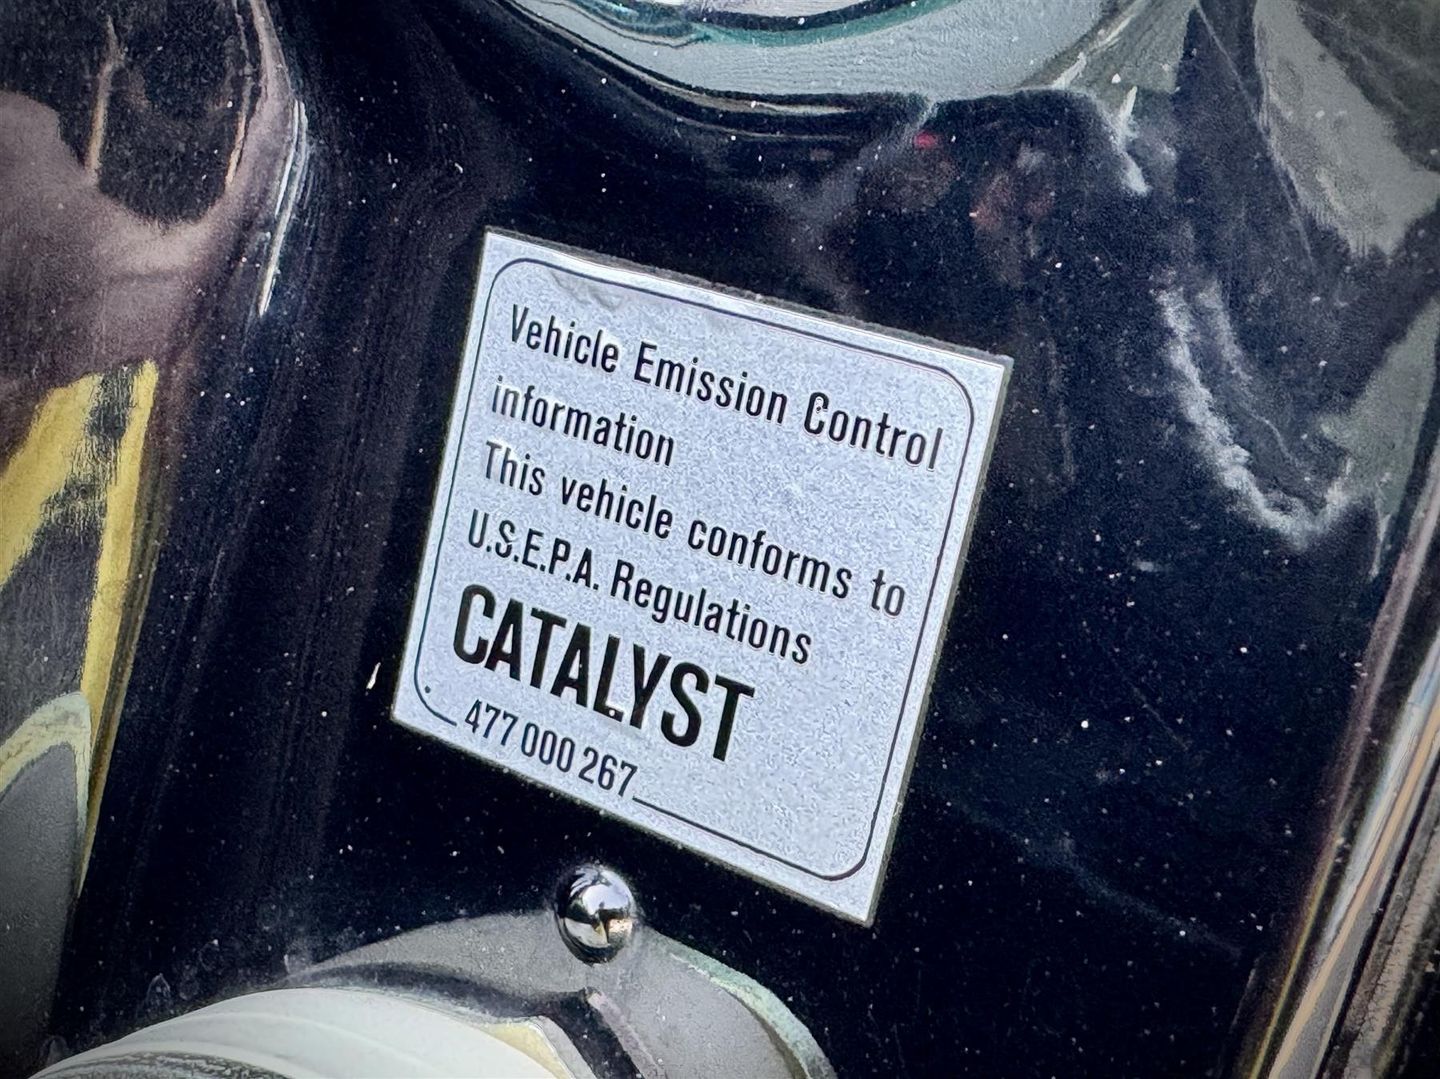 Vehicle Emission Control
information
This vehicle conforms to
U.S.E.P.A. Regulations
CATALYST
477 000 267